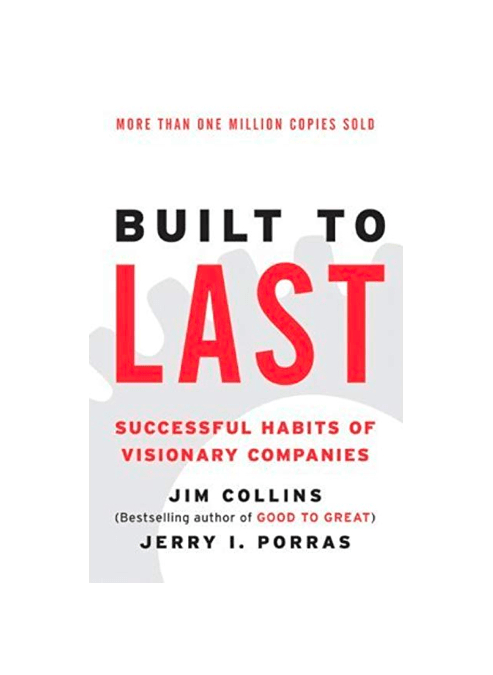 MORE THAN ONE MILLION COPIES SOLD
BUILT TO
LAST
SUCCESSFUL HABITS OF
VISIONARY COMPANIES
JIM COLLINS
(Bestselling author of GOOD TO GREAT)
JERRY I. PORRAS